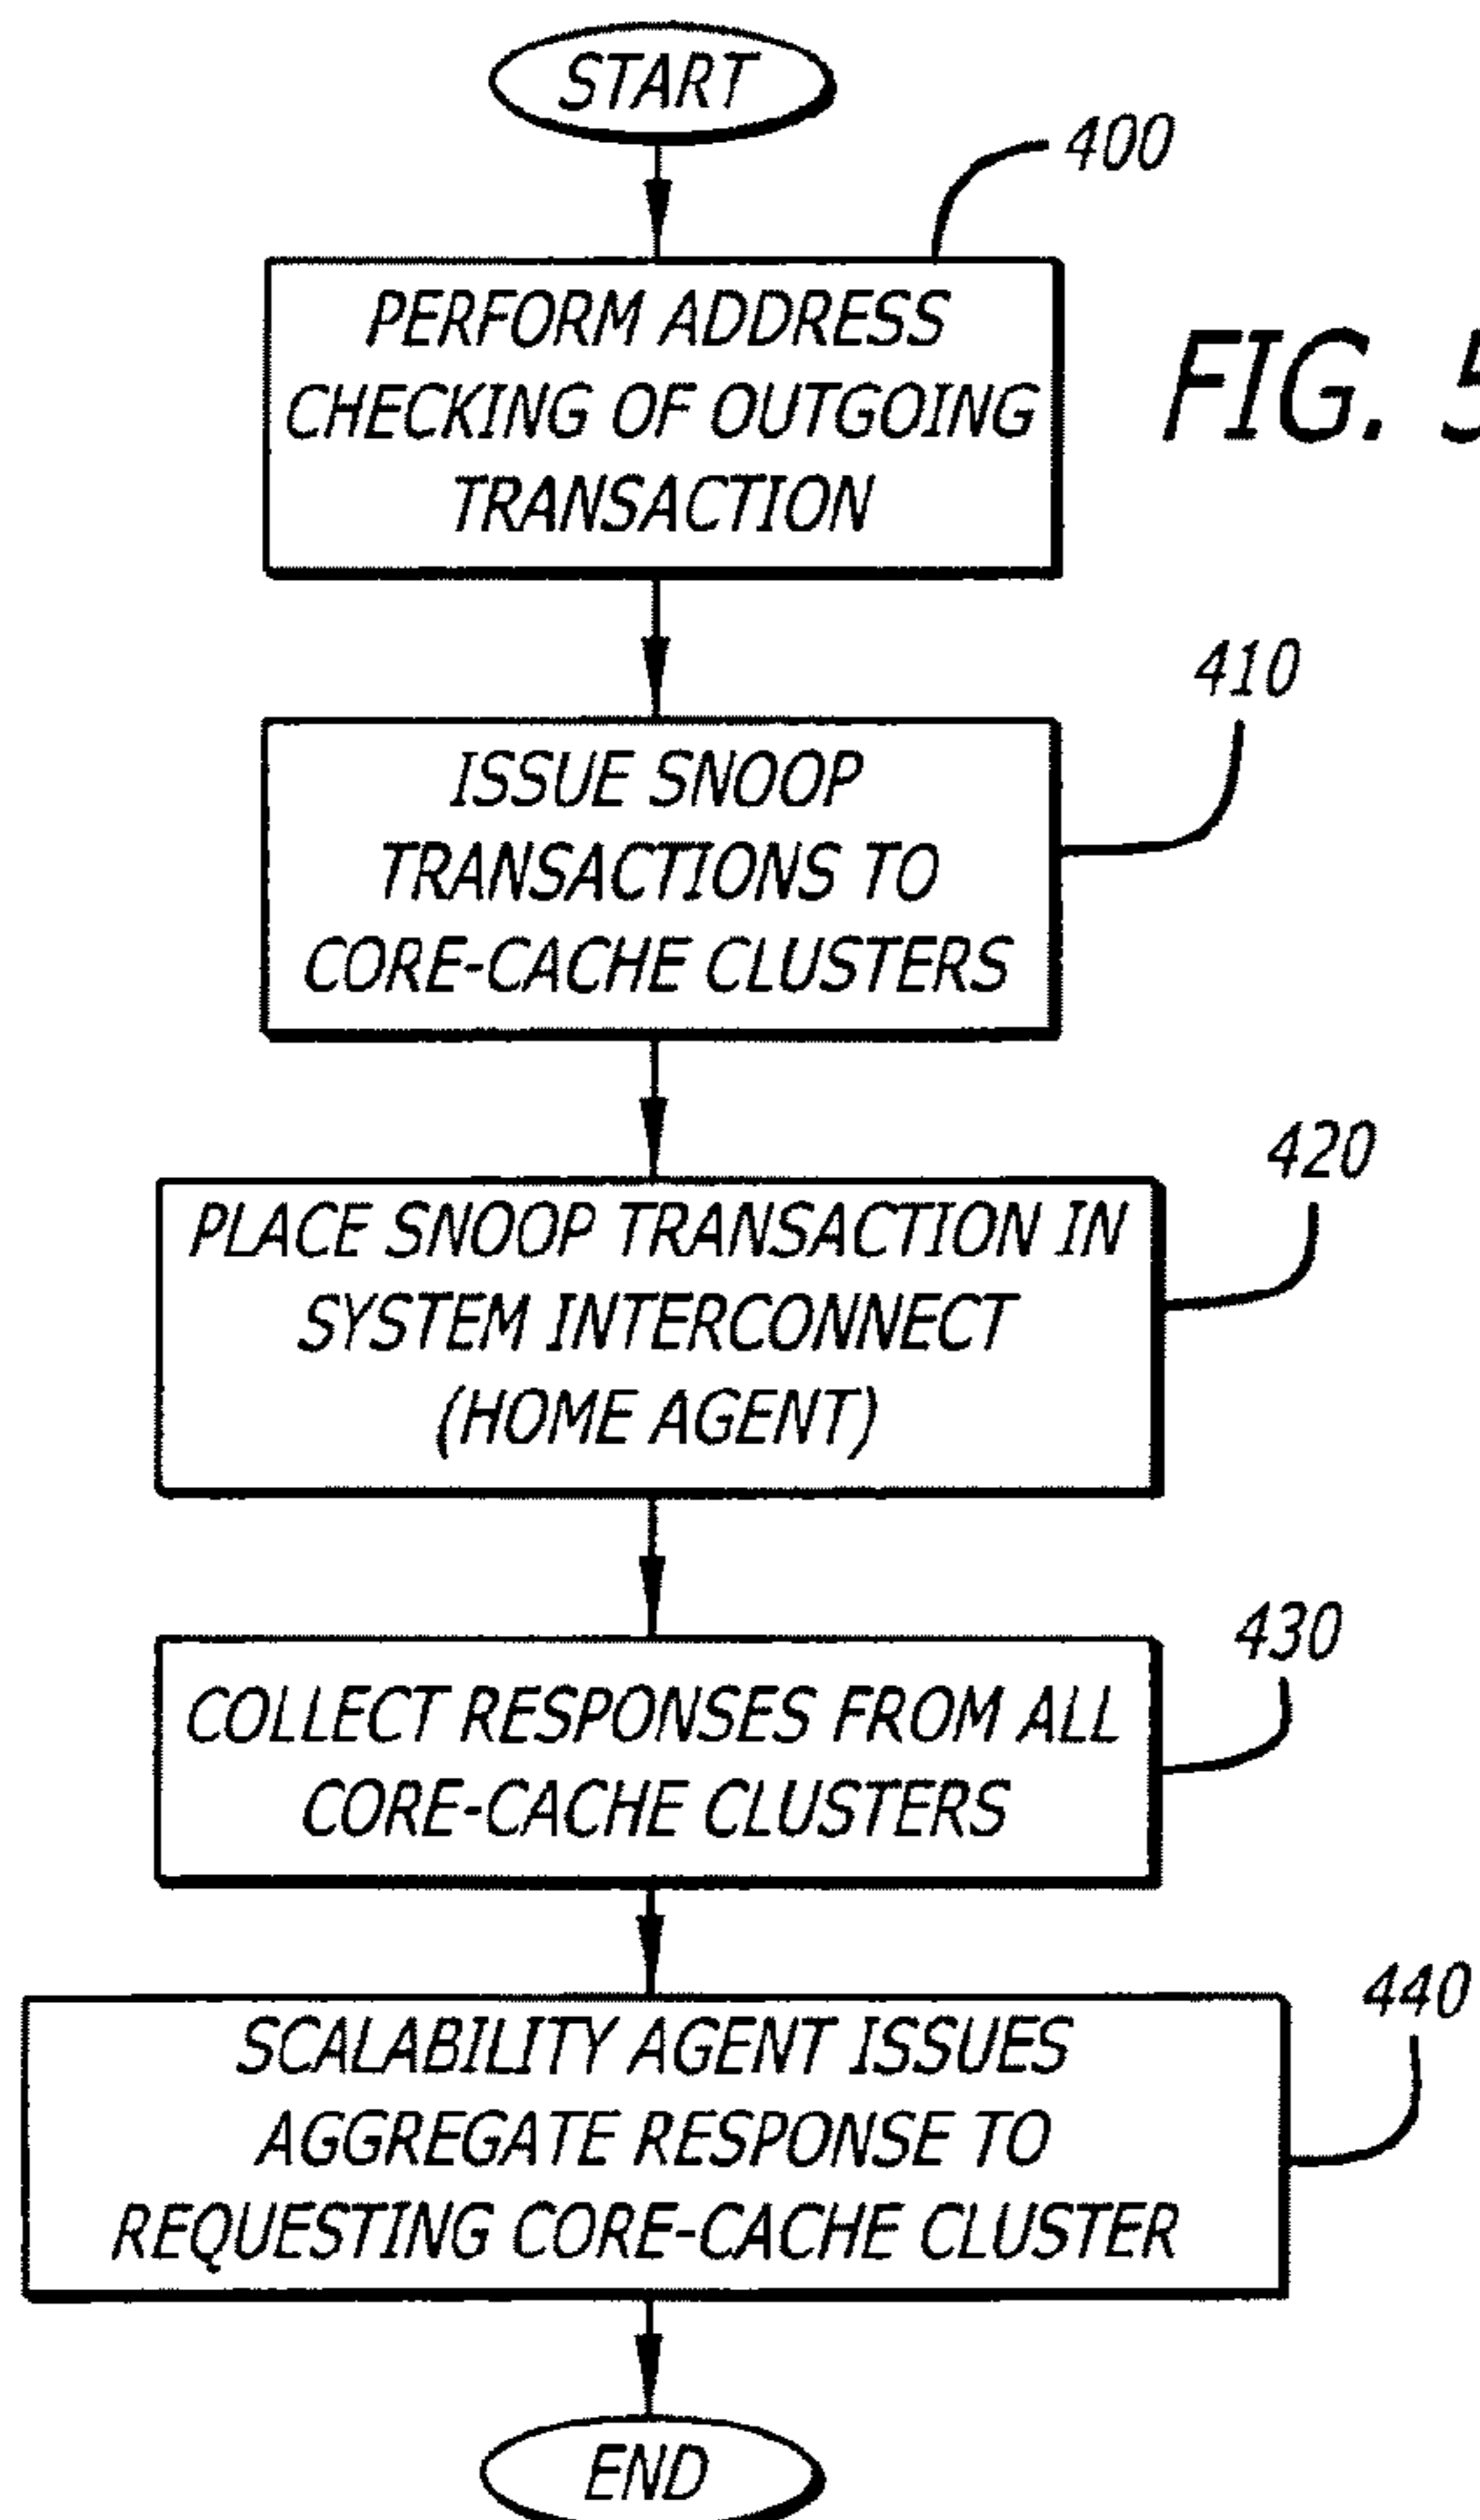 START
400
PERFORM ADDRESS
CHECKING OF OUTGOING
TRANSACTION
FIG. 5
410
ISSUE SNOOP
TRANSACTIONS TO
CORE-CACHE CLUSTERS
420
PLACE SNOOP TRANSACTION IN
SYSTEM INTERCONNECT
(HOME AGENT)
430
COLLECT RESPONSES FROM ALL
CORE-CACHE CLUSTERS
440
SCALABILITY AGENT ISSUES
AGGREGATE RESPONSE TO
REQUESTING CORE-CACHE CLUSTER
END